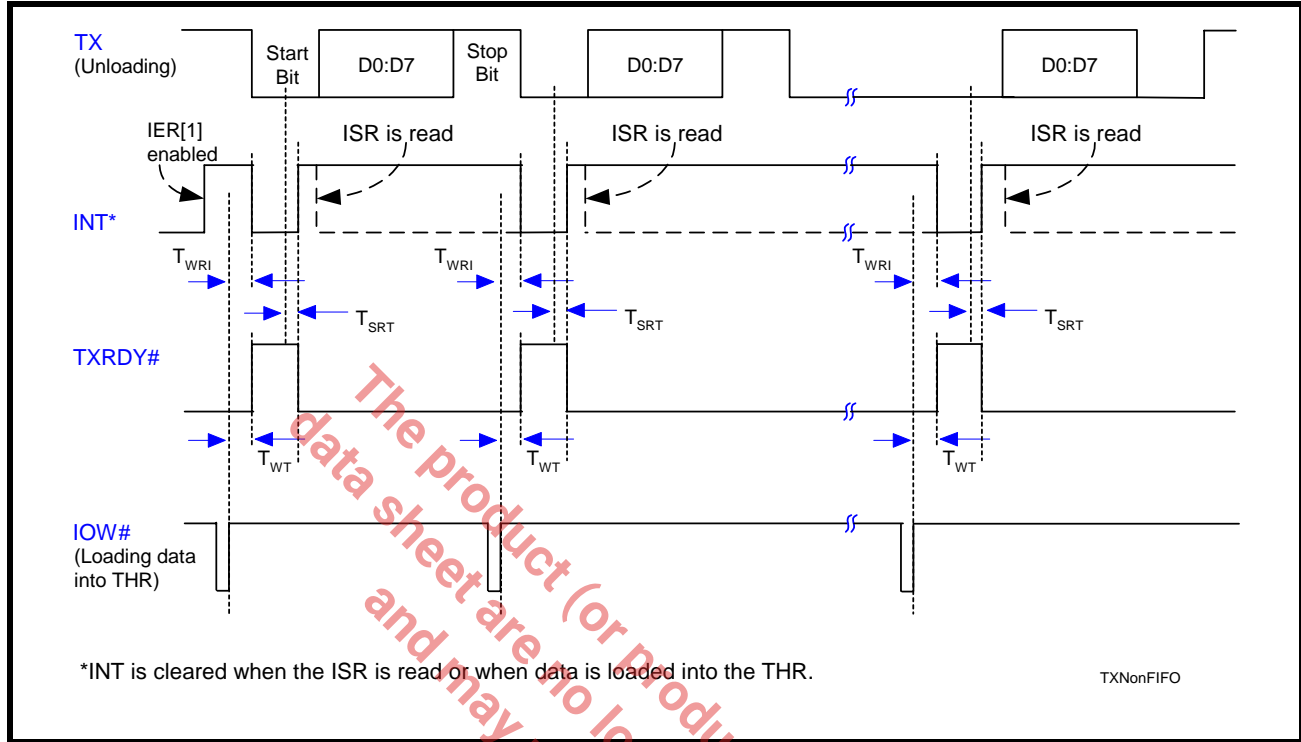 TX
(Unloading)
Start
Bit
D0:D7
Stop
Bit
D0:D7
D0:D7
IER[1]
enabled
ISR is read
ISR is read
ISR is read
INT*
TWRI
TWRI
TWRI
TSRT
TSRT
TSRT
TXRDY#
TWT
TWT
TWT
IOW#
(Loading data
into THR)
*INT is cleared when the ISR is read or when data is loaded into the THR.
TXNonFIFO
The product (or produ
data sheet are no lo
and may